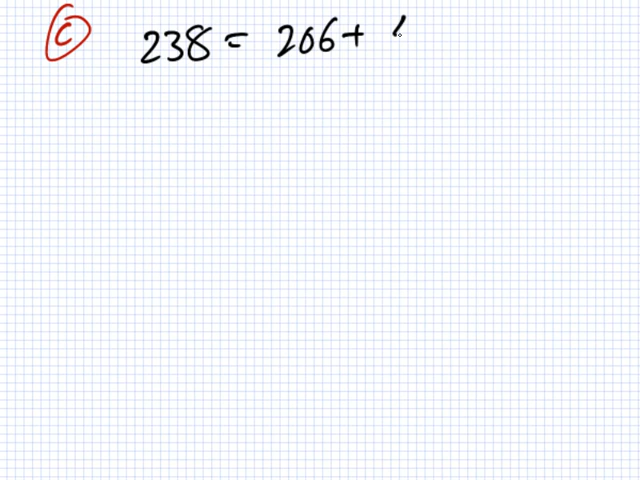 c 238 = 206 +